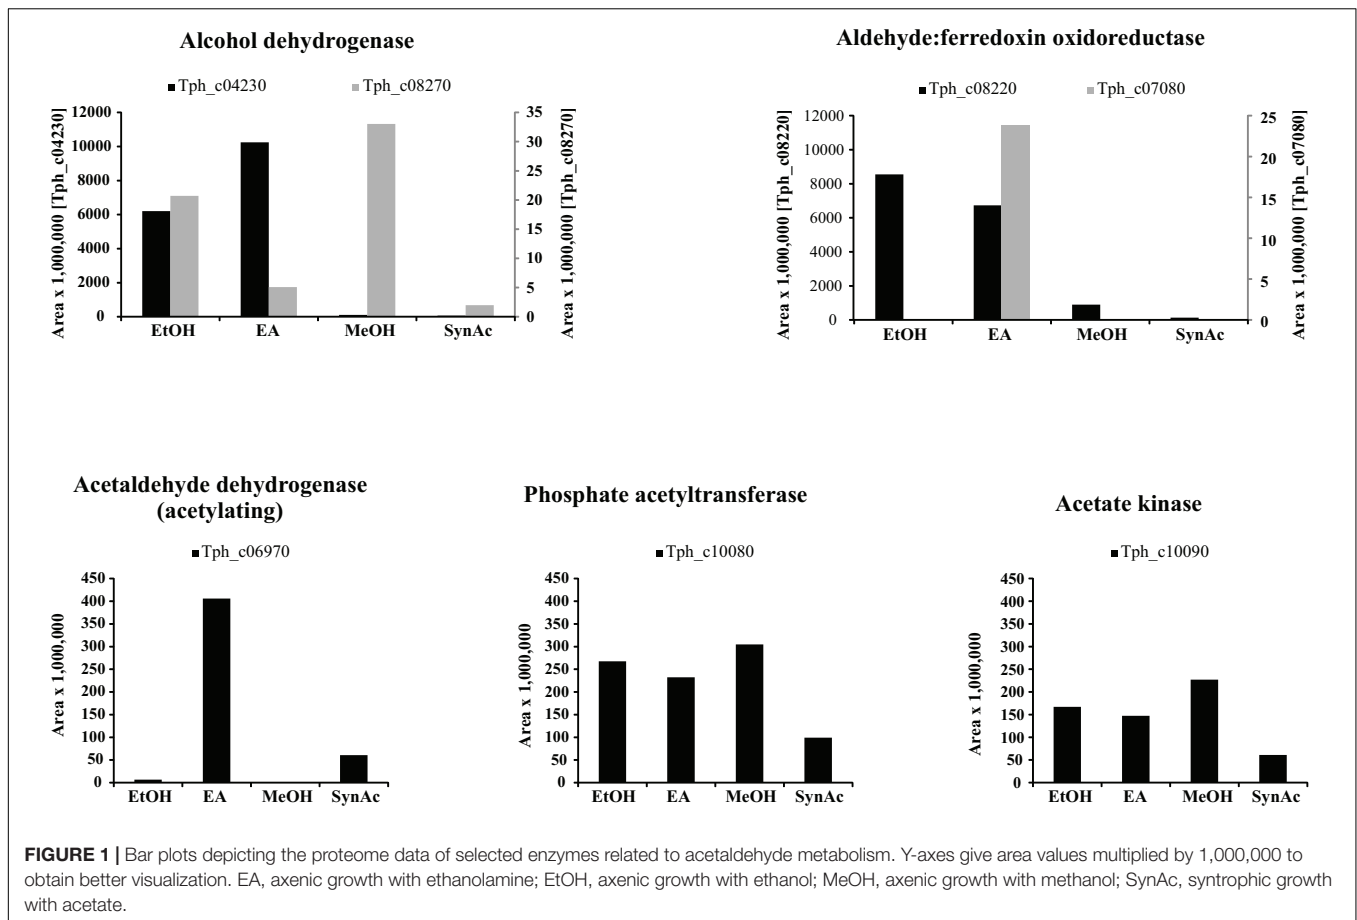 Alcohol dehydrogenase
Tph_c04230
Tph_c08270
Area x 1,000,000 [Tph_c04230]
12000
10000
8000
6000
4000
2000
0
35
30
25
20
15
10
5
0
Area x 1,000,000 [Tph_c08270]
EtOH
EA
MeOH
SynAc
Aldehyde:ferredoxin oxidoreductase
Tph_c08220
Tph_c07080
Area x 1,000,000 [Tph_c08220]
12000
10000
8000
6000
4000
2000
0
25
20
15
10
5
0
Area x 1,000,000 [Tph_c07080]
EtOH
EA
MeOH
SynAc
Acetaldehyde dehydrogenase
(acetylating)
Tph_c06970
Area x 1,000,000
450
400
350
300
250
200
150
100
50
0
EtOH
EA
MeOH
SynAc
Phosphate acetyltransferase
Tph_c10080
Area x 1,000,000
450
400
350
300
250
200
150
100
50
0
EtOH
EA
MeOH
SynAc
Acetate kinase
Tph_c10090
Area x 1,000,000
450
400
350
300
250
200
150
100
50
0
EtOH
EA
MeOH
SynAc
FIGURE 1 | Bar plots depicting the proteome data of selected enzymes related to acetaldehyde metabolism. Y-axes give area values multiplied by 1,000,000 to
obtain better visualization. EA, axenic growth with ethanolamine; EtOH, axenic growth with ethanol; MeOH, axenic growth with methanol; SynAc, syntrophic growth
with acetate.